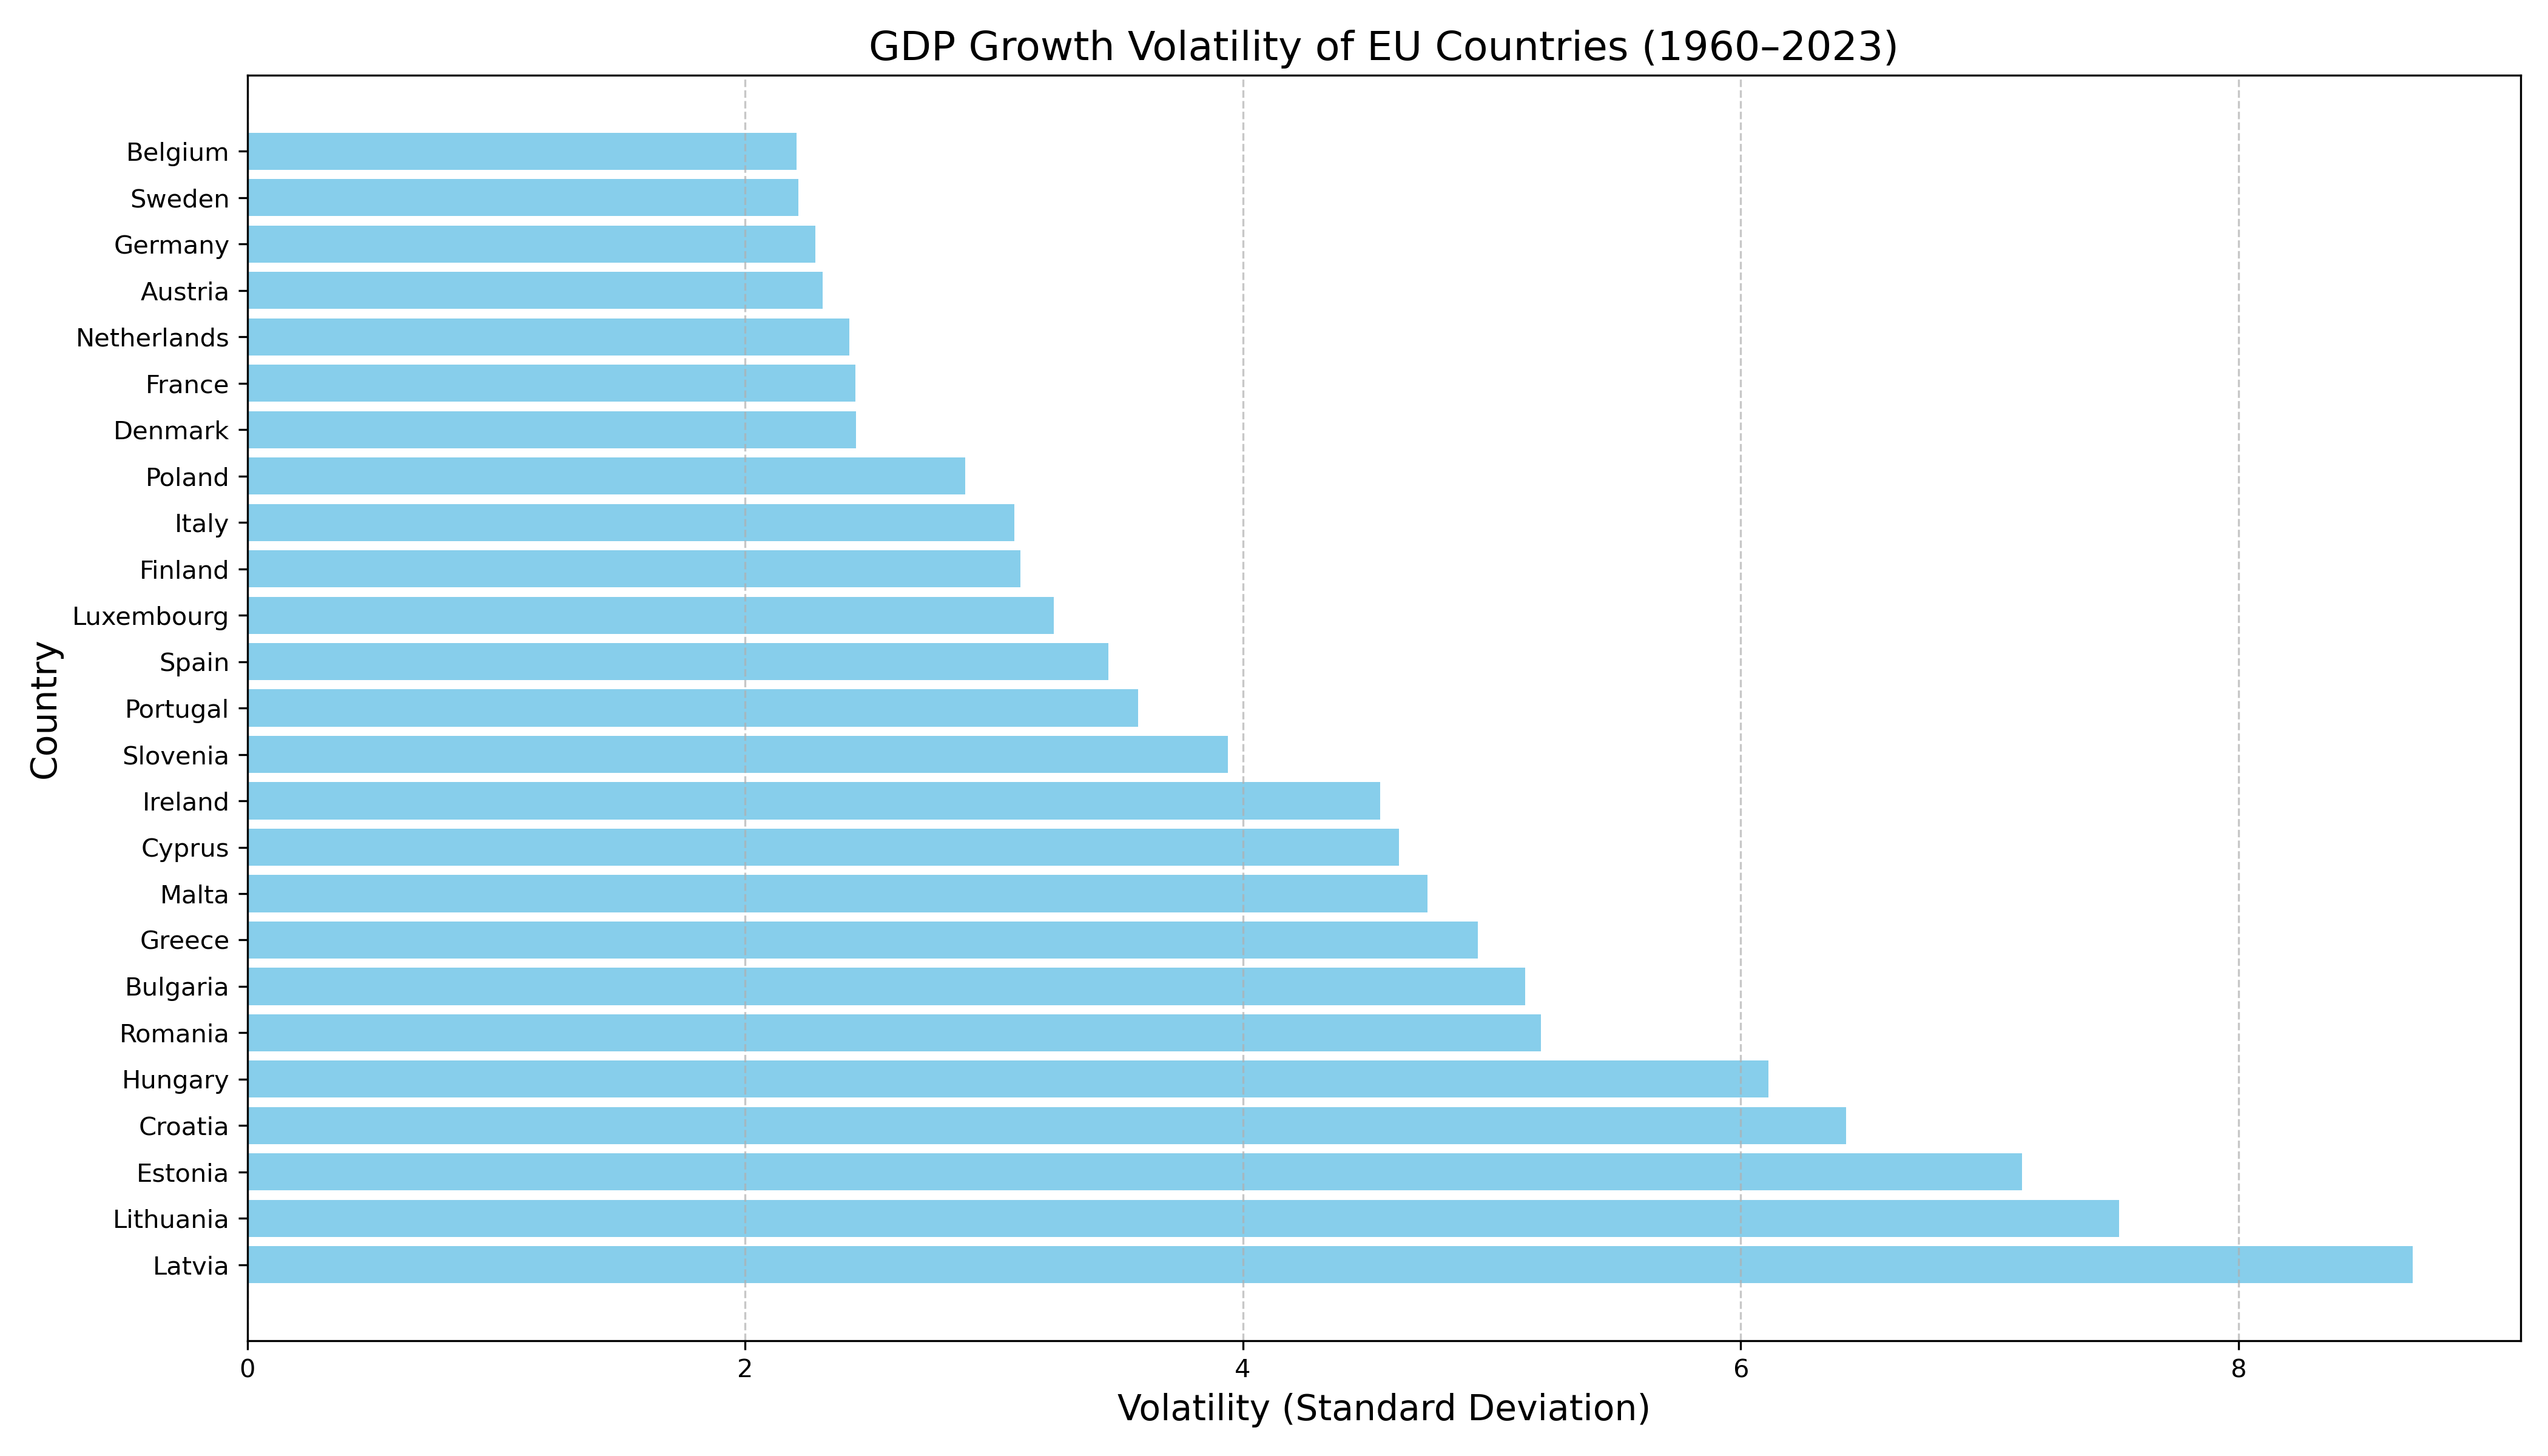 GDP Growth Volatility of EU Countries (1960–2023)
Country
Belgium
Sweden
Germany
Austria
Netherlands
France
Denmark
Poland
Italy
Finland
Luxembourg
Spain
Portugal
Slovenia
Ireland
Cyprus
Malta
Greece
Bulgaria
Romania
Hungary
Croatia
Estonia
Lithuania
Latvia
0 2 4 6 8
Volatility (Standard Deviation)